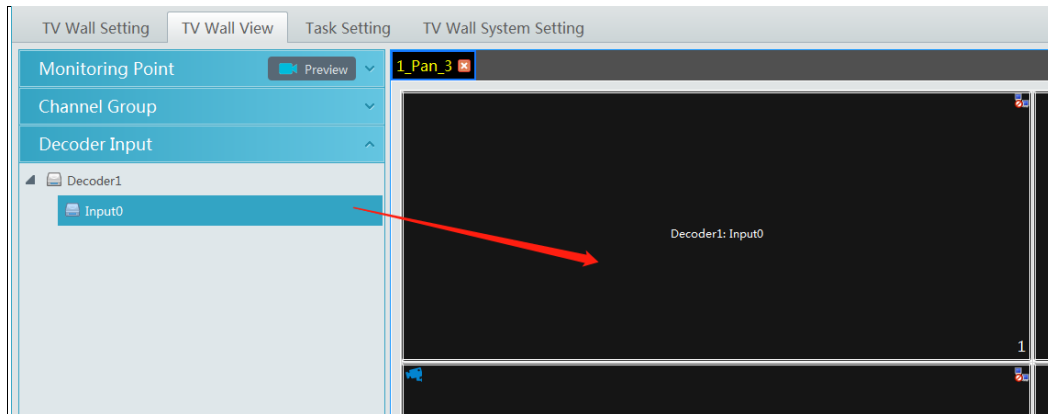 TV Wall Setting TV Wall View Task Setting TV Wall System Setting
Monitoring Point Preview
1_Pan_3
Channel Group
Decoder Input
Decoder1
Input0
Decoder1: Input0
1